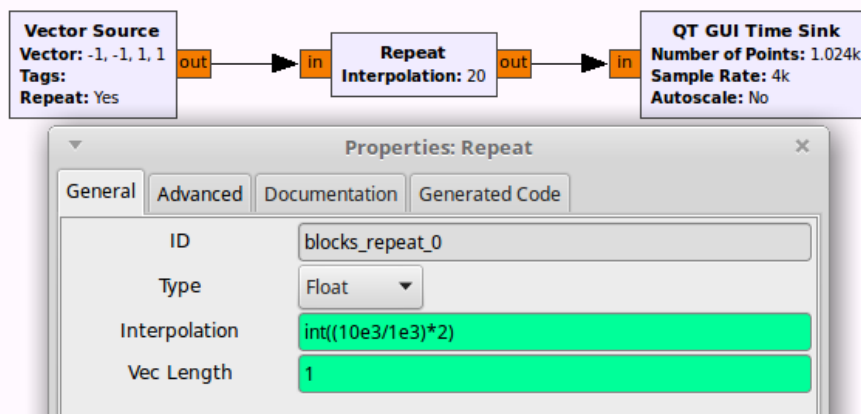 Vector Source
Vector: -1, -1, 1, 1
Tags:
Repeat: Yes
out
in
Repeat
Interpolation: 20
out
in
QT GUI Time Sink
Number of Points: 1.024k
Sample Rate: 4k
Autoscale: No
Properties: Repeat
General Advanced Documentation Generated Code
ID blocks_repeat_0
Type Float
Interpolation int((10e3/1e3)*2)
Vec Length 1